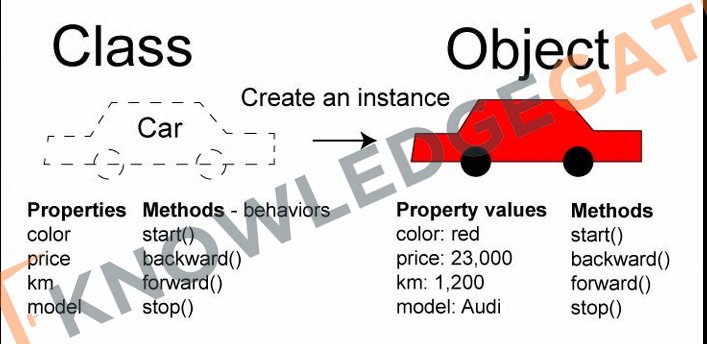 Class
Object
Create an instance
Car
Properties Methods - behaviors
color start()
price backward()
km forward()
model stop()
Property values Methods
color: red start()
price: 23,000 backward()
km: 1,200 forward()
model: Audi stop()
KNOWLEDGEGAT